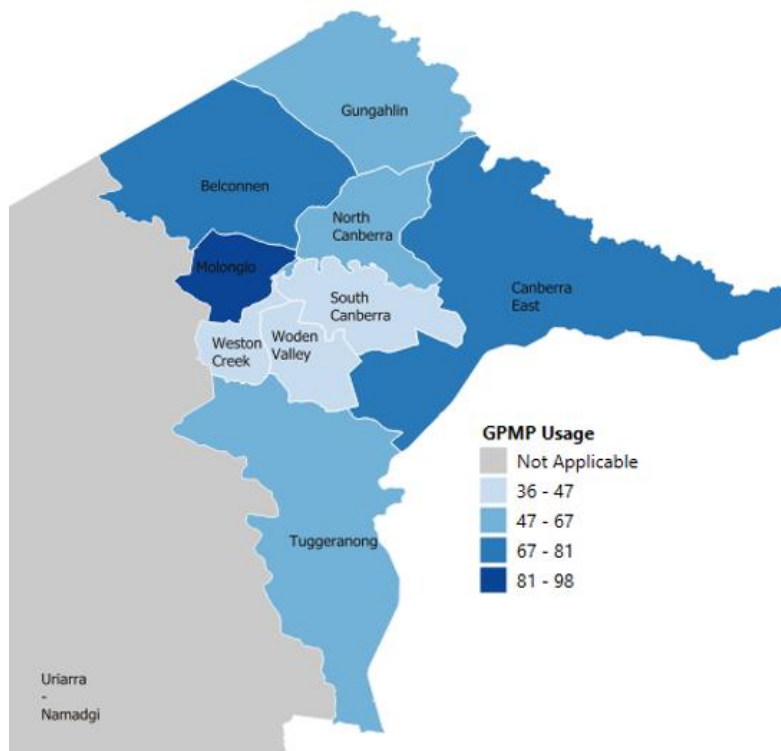 Gungahlin
Belconnen
North
Canberra
Molonglo
Canberra
East
South
Canberra
Weston
Creek
Woden
Valley
GPMP Usage
Not Applicable
36 - 47
47 - 67
67 - 81
81 - 98
Tuggeranong
Uriarra
-
Namadgi